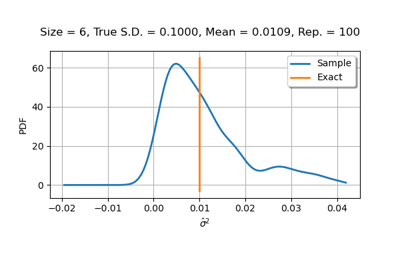 Size = 6, True S.D. = 0.1000, Mean = 0.0109, Rep. = 100
Sample
Exact
60
40
20
0
PDF
−0.02 −0.01 0.00 0.01 0.02 0.03 0.04
σ̂²